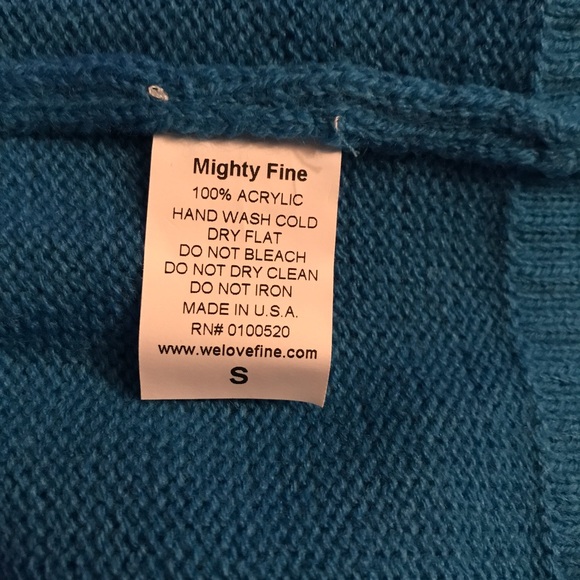 Mighty Fine
100% ACRYLIC
HAND WASH COLD
DRY FLAT
DO NOT BLEACH
DO NOT DRY CLEAN
DO NOT IRON
MADE IN U.S.A.
RN# 0100520
www.welovefine.com
S